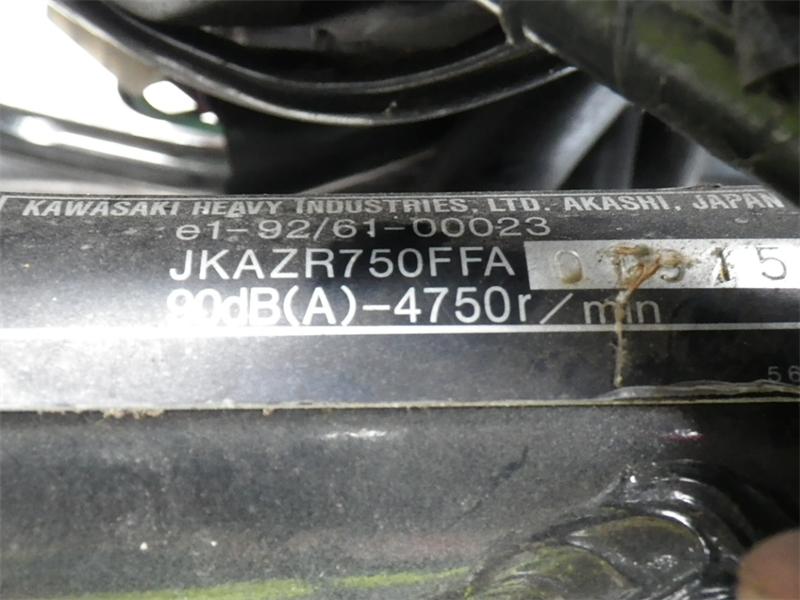 KAWASAKI HEAVY INDUSTRIES, LTD. AKASHI, JAPAN
e1-92/61-00023
JKAZR750FFA
90dB(A)-4750r/min
56